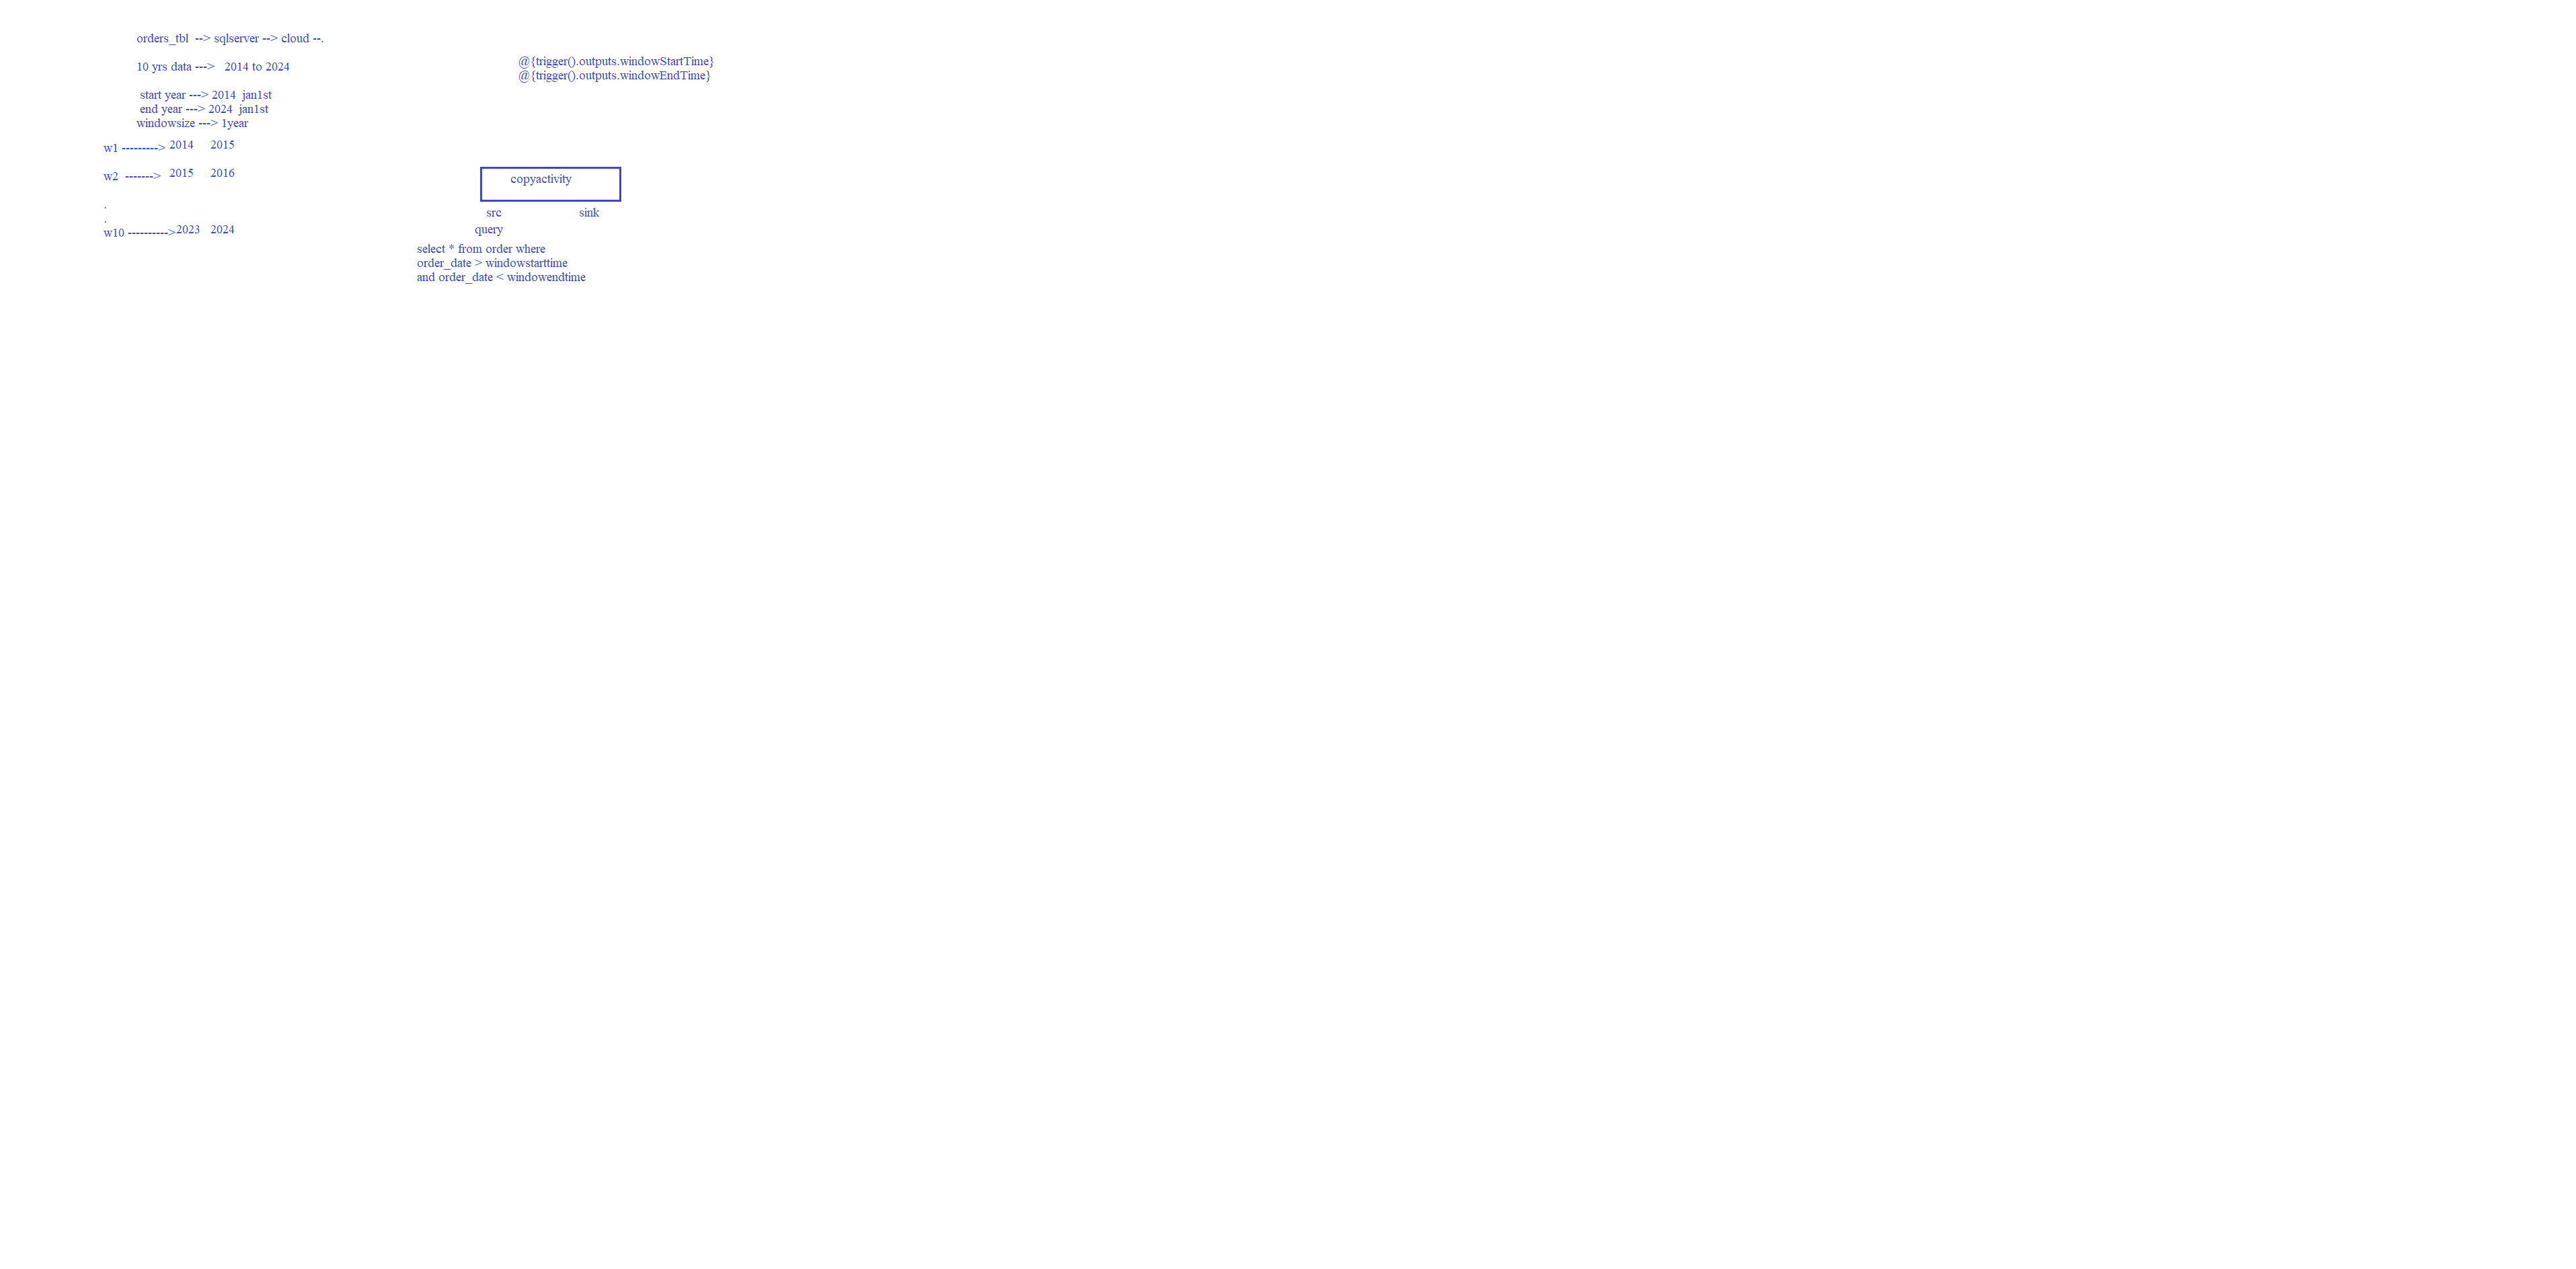 orders_tbl  --> sqlserver --> cloud --.
10 yrs data --->   2014 to 2024
start year ---> 2014  jan1st
end year ---> 2024  jan1st
windowsize ---> 1year
w1 ---------> 2014 2015
w2  -------> 2015 2016
.
.
w10 ----------> 2023 2024
@{trigger().outputs.windowStartTime}
@{trigger().outputs.windowEndTime}
copyactivity
src sink
query
select * from order where
order_date > windowstarttime
and order_date < windowendtime